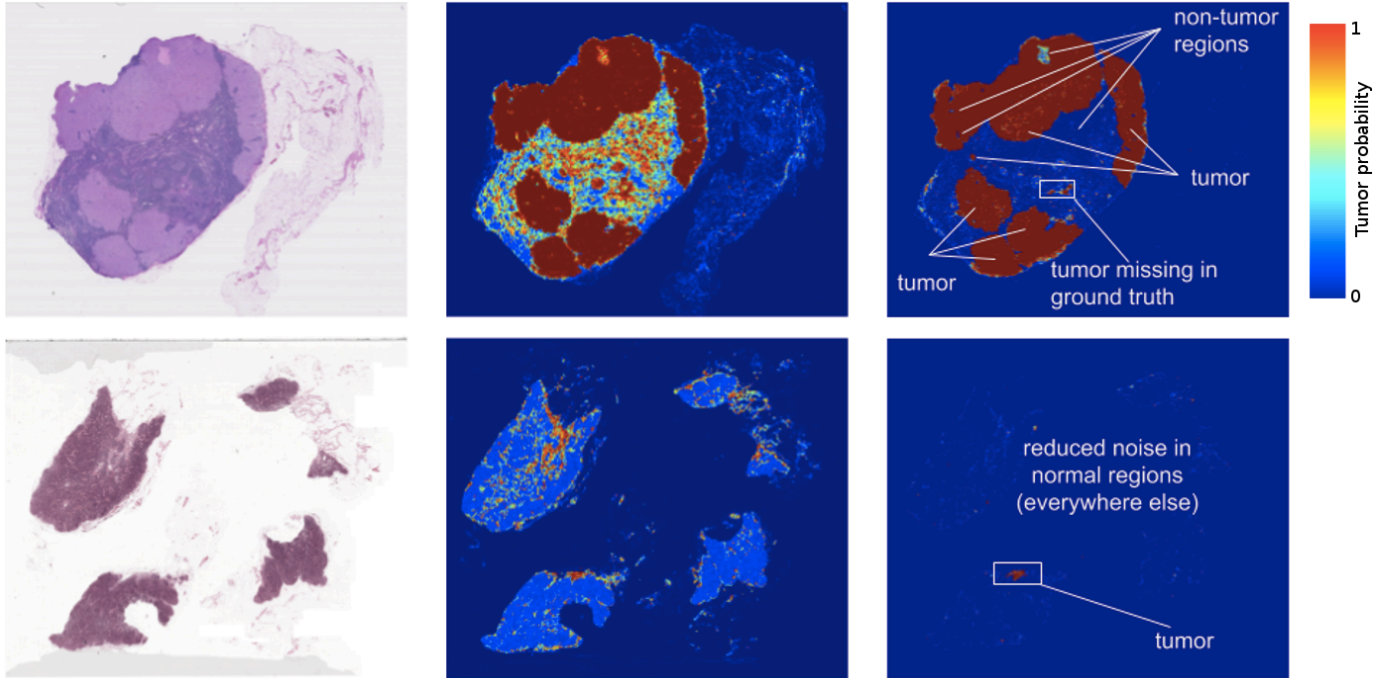 non-tumor
regions
tumor
tumor
tumor missing in
ground truth
1
Tumor probability
0
reduced noise in
normal regions
(everywhere else)
tumor